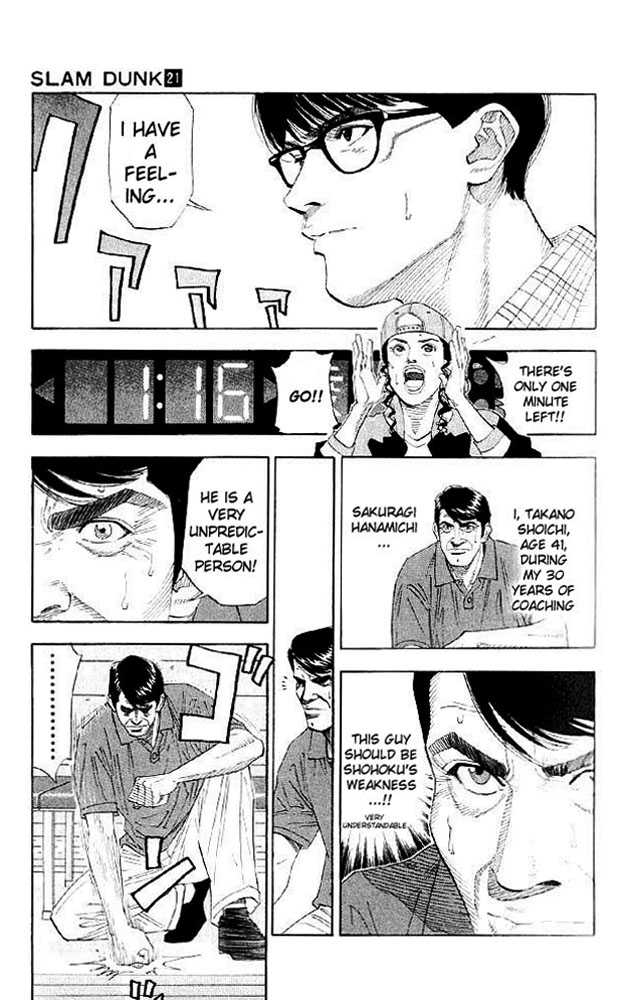 SLAM DUNK 21
I HAVE
A
FEEL-
ING...
THERE'S
ONLY ONE
MINUTE
LEFT!!
GO!!
1:16
I, TAKANO
SHOICHI,
AGE 41,
DURING
MY 30
YEARS OF
COACHING
SAKURAGI
HANAMICHI
...
HE IS A
VERY
UNPREDIC-
TABLE
PERSON!
THIS GUY
SHOULD BE
SHOHOKU'S
WEAKNESS
...!!
VERY
UNDERSTANDABLE